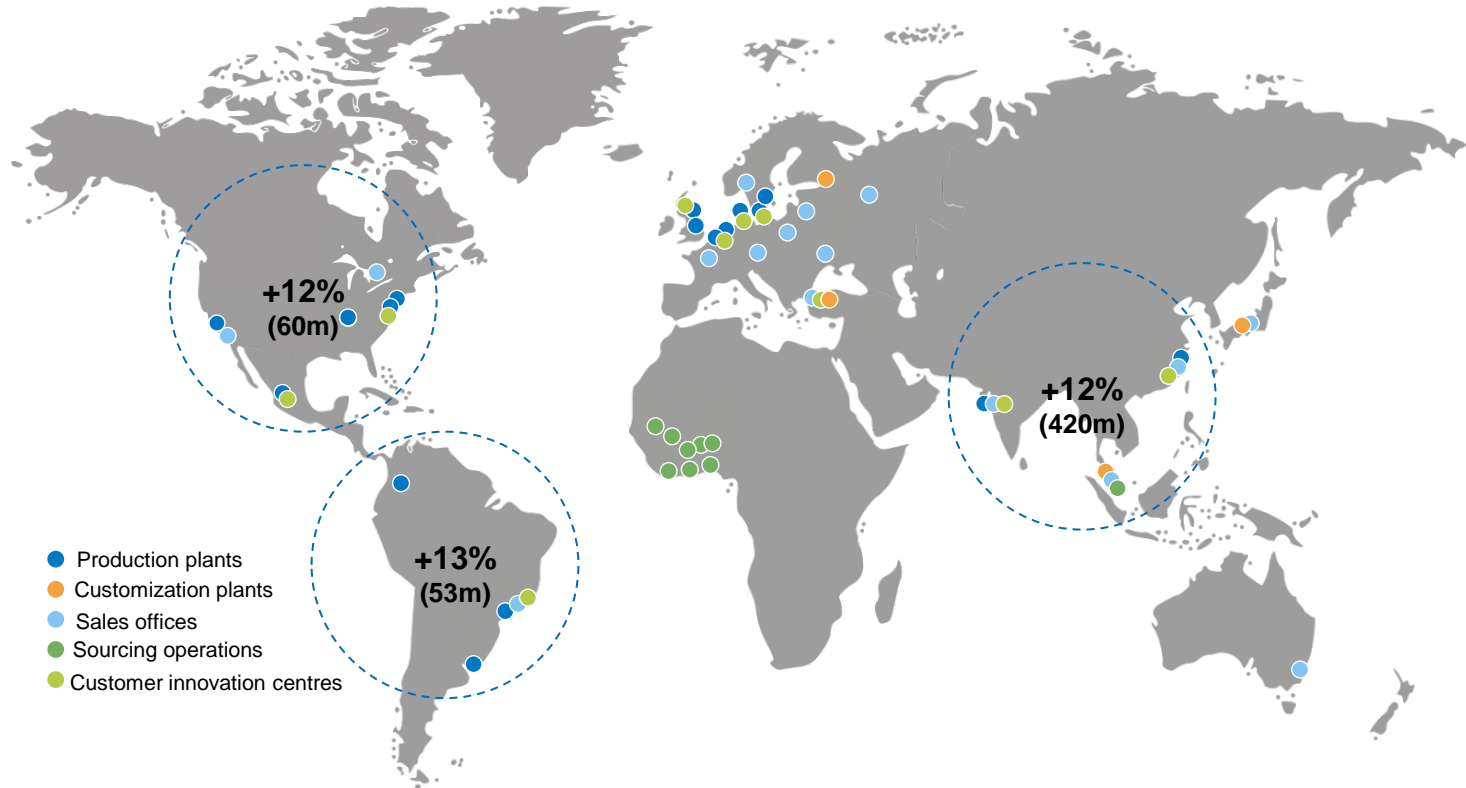 +12%
(60m)
+12%
(420m)
+13%
(53m)
Production plants
Customization plants
Sales offices
Sourcing operations
Customer innovation centres